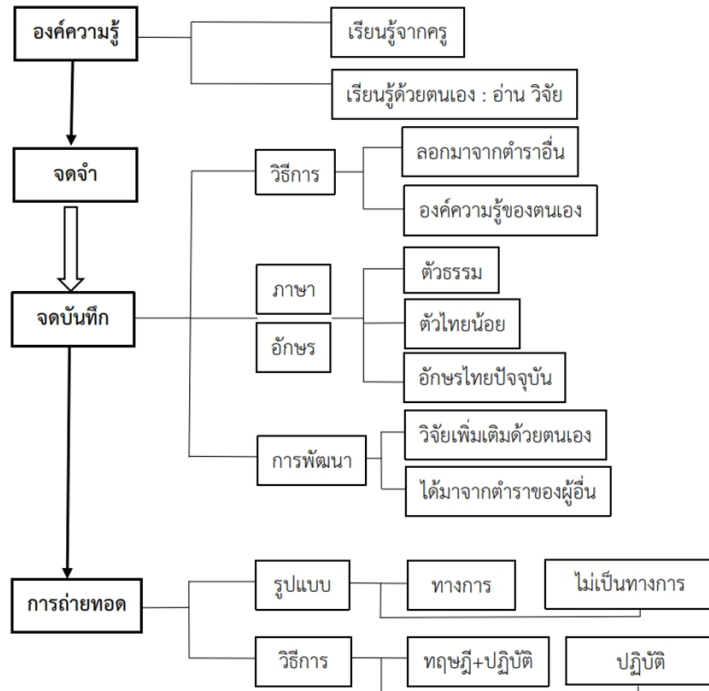 องค์ความรู้
เรียนรู้จากครู
เรียนรู้ด้วยตนเอง : อ่าน วิจัย
จดจำ
วิธีการ
ลอกมาจากตำราอื่น
องค์ความรู้ของตนเอง
จดบันทึก
ภาษา
อักษร
ตัวธรรม
ตัวไทยน้อย
อักษรไทยปัจจุบัน
การพัฒนา
วิจัยเพิ่มเติมด้วยตนเอง
ได้มาจากตำราของผู้อื่น
การถ่ายทอด
รูปแบบ
ทางการ
ไม่เป็นทางการ
วิธีการ
ทฤษฎี+ปฏิบัติ
ปฏิบัติ